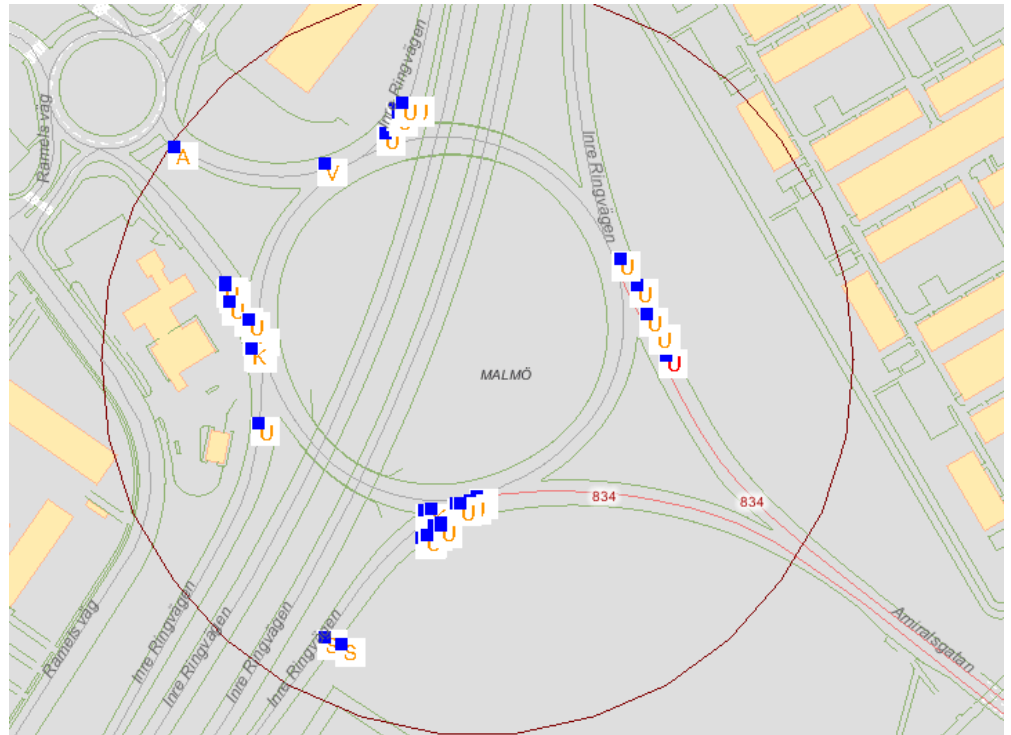 Inre Ringvägen
U
U
A
V
Ramels väg
Inre Ringvägen
U
U
U
U
U
U
U
K
MALMÖ
U
U
834
834
U
U
Inre Ringvägen
Inre Ringvägen
Inre Ringvägen
Inre Ringvägen
Ramels väg
S
S
Amiralsgatan